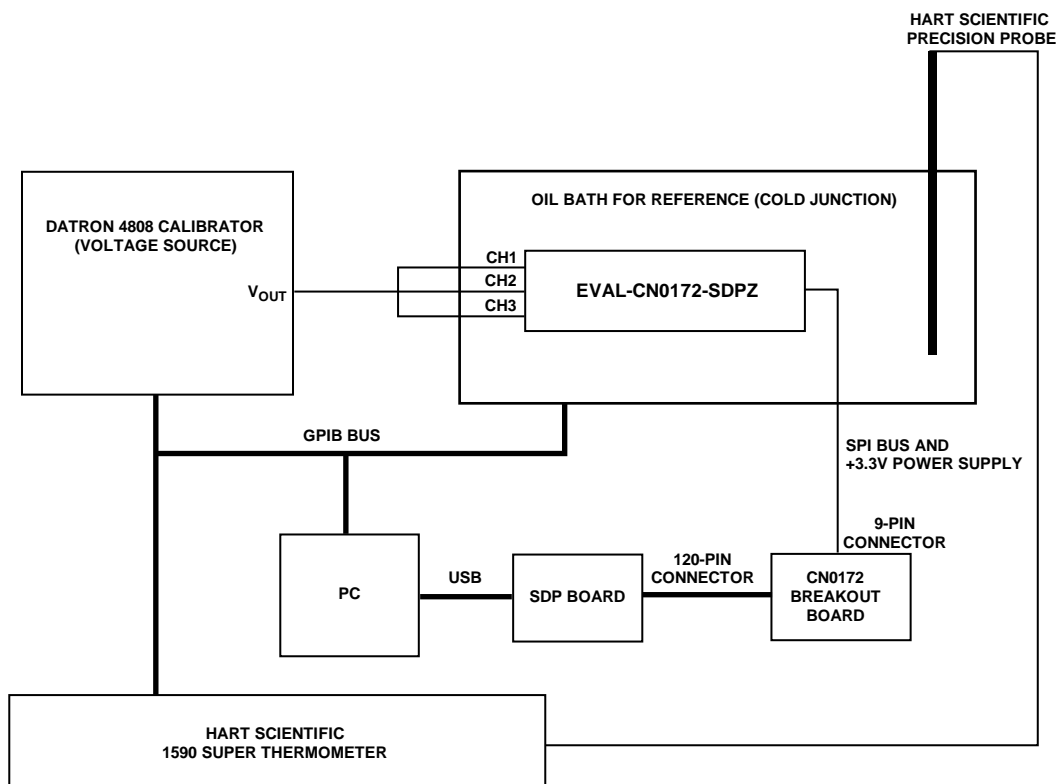 HART SCIENTIFIC
PRECISION PROBE
DATRON 4808 CALIBRATOR
(VOLTAGE SOURCE)
VOUT
OIL BATH FOR REFERENCE (COLD JUNCTION)
CH1
CH2
CH3
EVAL-CN0172-SDPZ
GPIB BUS
SPI BUS AND
+3.3V POWER SUPPLY
9-PIN
CONNECTOR
PC
USB
SDP BOARD
120-PIN
CONNECTOR
CN0172
BREAKOUT
BOARD
HART SCIENTIFIC
1590 SUPER THERMOMETER